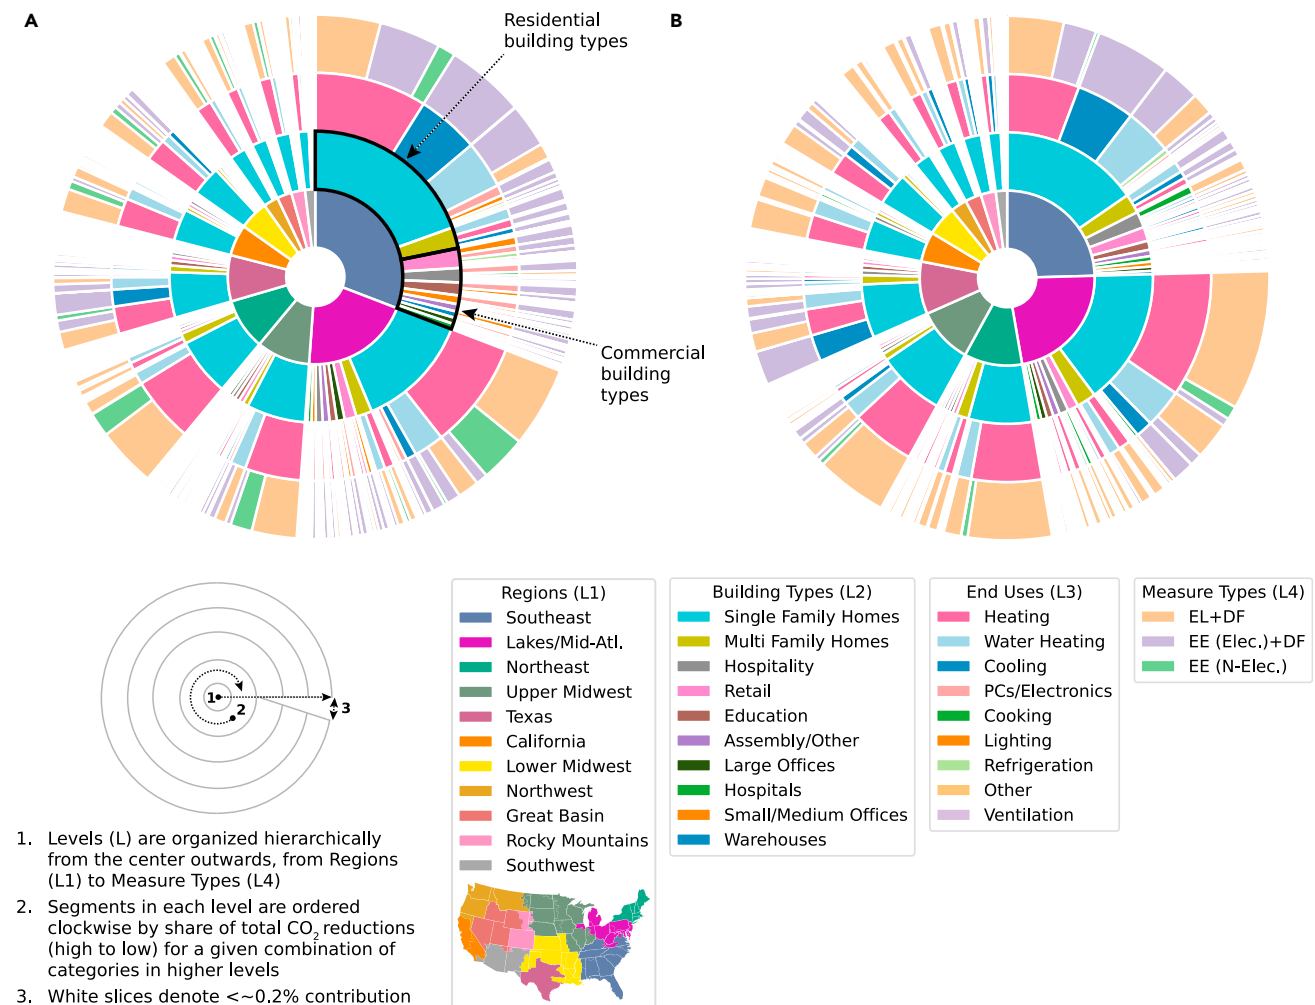 A
Residential
building types
B
Commercial
building
types
1
2
3
1. Levels (L) are organized hierarchically
from the center outwards, from Regions
(L1) to Measure Types (L4)
2. Segments in each level are ordered
clockwise by share of total CO2 reductions
(high to low) for a given combination of
categories in higher levels
3. White slices denote <~0.2% contribution
Regions (L1)
Southeast
Lakes/Mid-Atl.
Northeast
Upper Midwest
Texas
California
Lower Midwest
Northwest
Great Basin
Rocky Mountains
Southwest
Building Types (L2)
Single Family Homes
Multi Family Homes
Hospitality
Retail
Education
Assembly/Other
Large Offices
Hospitals
Small/Medium Offices
Warehouses
End Uses (L3)
Heating
Water Heating
Cooling
PCs/Electronics
Cooking
Lighting
Refrigeration
Other
Ventilation
Measure Types (L4)
EL+DF
EE (Elec.)+DF
EE (N-Elec.)